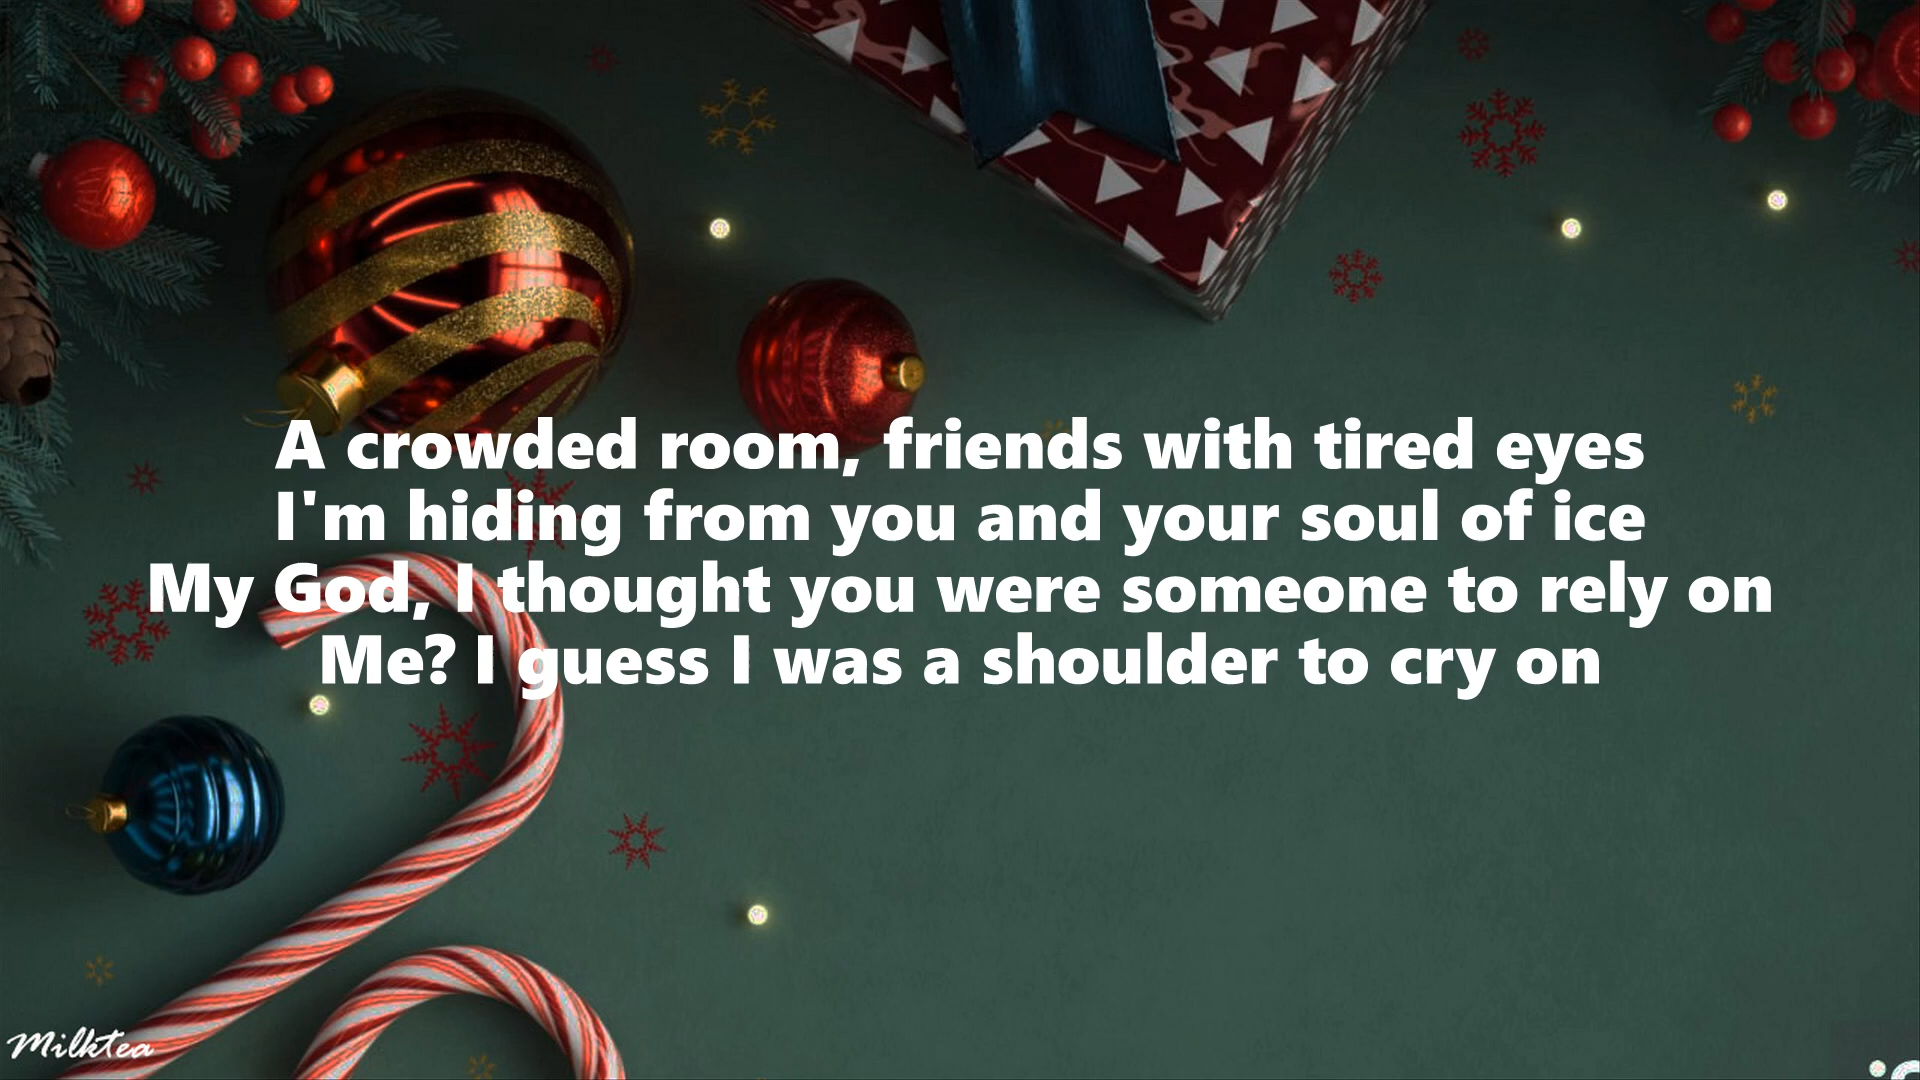 A crowded room, friends with tired eyes
I'm hiding from you and your soul of ice
My God, I thought you were someone to rely on
Me? I guess I was a shoulder to cry on
Milktea